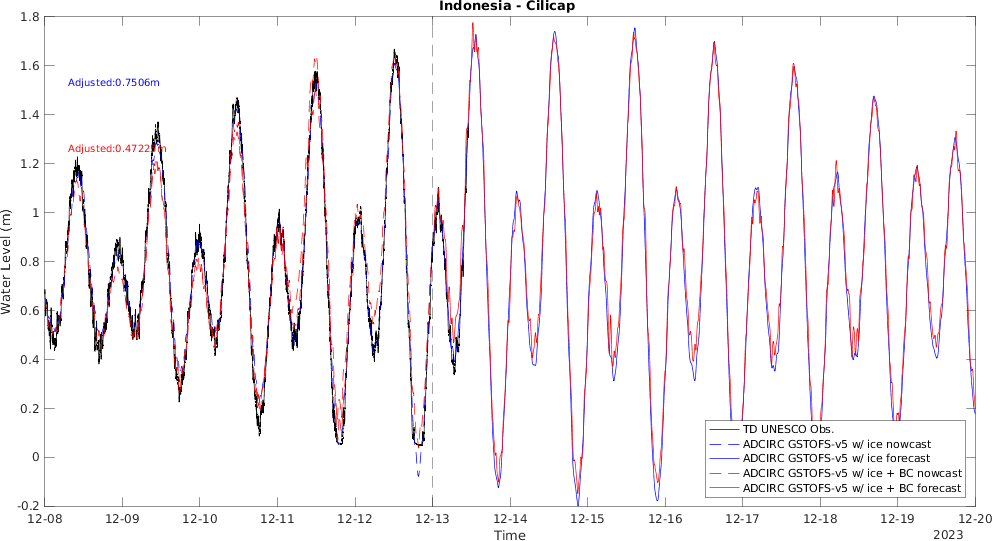 Indonesia - Cilicap
1.8
1.6
1.4
1.2
1
0.8
0.6
0.4
0.2
0
-0.2
Water Level (m)
Adjusted:0.7506m
Adjusted:0.4722m
TD UNESCO Obs.
ADCIRC GSTOFS-v5 w/ ice nowcast
ADCIRC GSTOFS-v5 w/ ice forecast
ADCIRC GSTOFS-v5 w/ ice + BC nowcast
ADCIRC GSTOFS-v5 w/ ice + BC forecast
12-08 12-09 12-10 12-11 12-12 12-13 12-14 12-15 12-16 12-17 12-18 12-19 12-20
Time
2023